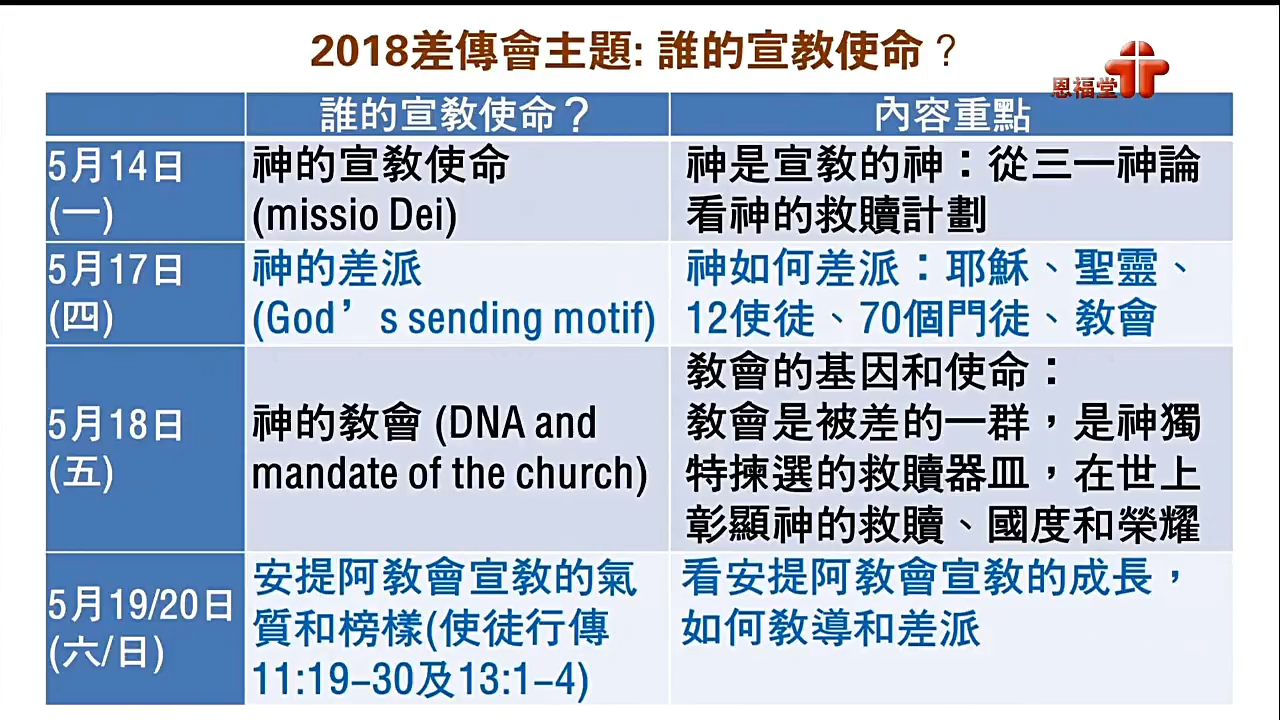 2018差傳會主題: 誰的宣教使命？
恩福堂
誰的宣教使命？
內容重點
5月14日
(一)
神的宣教使命
(missio Dei)
神是宣教的神：從三一神論
看神的救贖計劃
5月17日
(四)
神的差派
(God’s sending motif)
神如何差派：耶穌、聖靈、
12使徒、70個門徒、教會
5月18日
(五)
神的教會 (DNA and
mandate of the church)
教會的基因和使命：
教會是被差的一群，是神獨
特揀選的救贖器皿，在世上
彰顯神的救贖、國度和榮耀
5月19/20日
(六/日)
安提阿教會宣教的氣
質和榜樣(使徒行傳
11:19–30及13:1–4)
看安提阿教會宣教的成長，
如何教導和差派